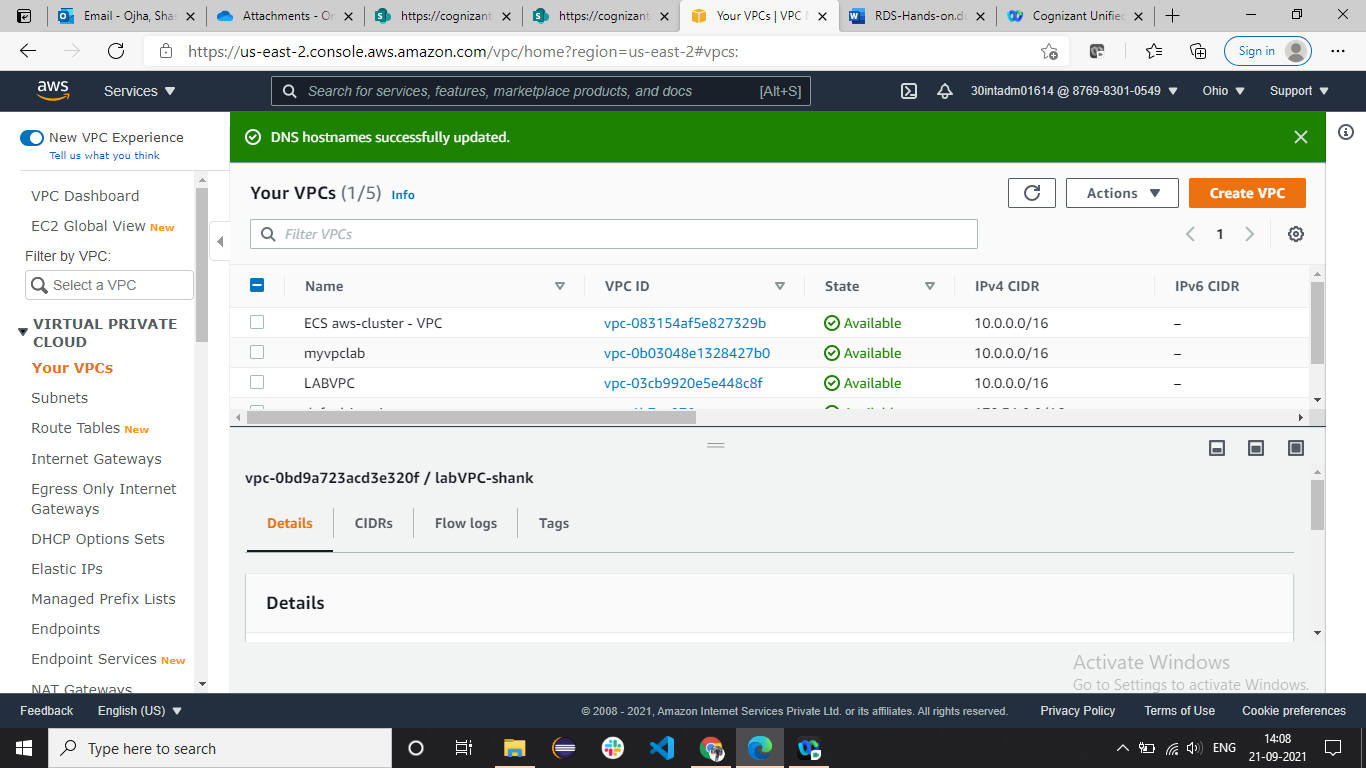 Email - Ojha, Shas
Attachments - On
https://cognizant
https://cognizant
Your VPCs | VPC M
RDS-Hands-on.do
Cognizant Unified
https://us-east-2.console.aws.amazon.com/vpc/home?region=us-east-2#vpcs:
Sign in
aws
Services
Search for services, features, marketplace products, and docs
[Alt+S]
30intadm01614 @ 8769-8301-0549
Ohio
Support
New VPC Experience
Tell us what you think
VPC Dashboard
EC2 Global View New
Filter by VPC:
Select a VPC
VIRTUAL PRIVATE
CLOUD
Your VPCs
Subnets
Route Tables New
Internet Gateways
Egress Only Internet
Gateways
DHCP Options Sets
Elastic IPs
Managed Prefix Lists
Endpoints
Endpoint Services New
NAT Gateways
DNS hostnames successfully updated.
Your VPCs (1/5) Info
Actions
Create VPC
Filter VPCs
1
Name VPC ID State IPv4 CIDR IPv6 CIDR
ECS aws-cluster - VPC vpc-083154af5e827329b Available 10.0.0.0/16 –
myvpclab vpc-0b03048e1328427b0 Available 10.0.0.0/16 –
LABVPC vpc-03cb9920e5e448c8f Available 10.0.0.0/16 –
vpc-0bd9a723acd3e320f / labVPC-shank
Details CIDRs Flow logs Tags
Details
Activate Windows
Go to Settings to activate Windows.
Feedback English (US)
© 2008 - 2021, Amazon Internet Services Private Ltd. or its affiliates. All rights reserved.
Privacy Policy Terms of Use Cookie preferences
Type here to search
ENG
14:08
21-09-2021